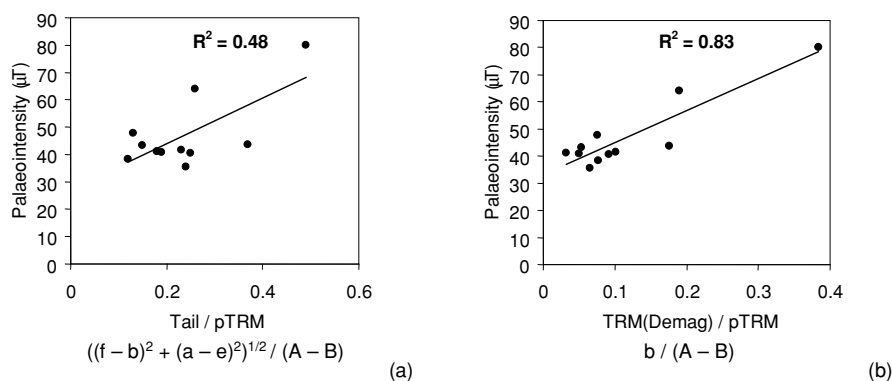 90
80
70
60
50
40
30
20
10
0
Palaeointensity (μT)
R² = 0.48
0 0.2 0.4 0.6
Tail / pTRM
((f – b)² + (a – e)²)¹ᐟ² / (A – B)
(a)
90
80
70
60
50
40
30
20
10
0
Palaeointensity (μT)
R² = 0.83
0 0.1 0.2 0.3 0.4
TRM(Demag) / pTRM
b / (A – B)
(b)